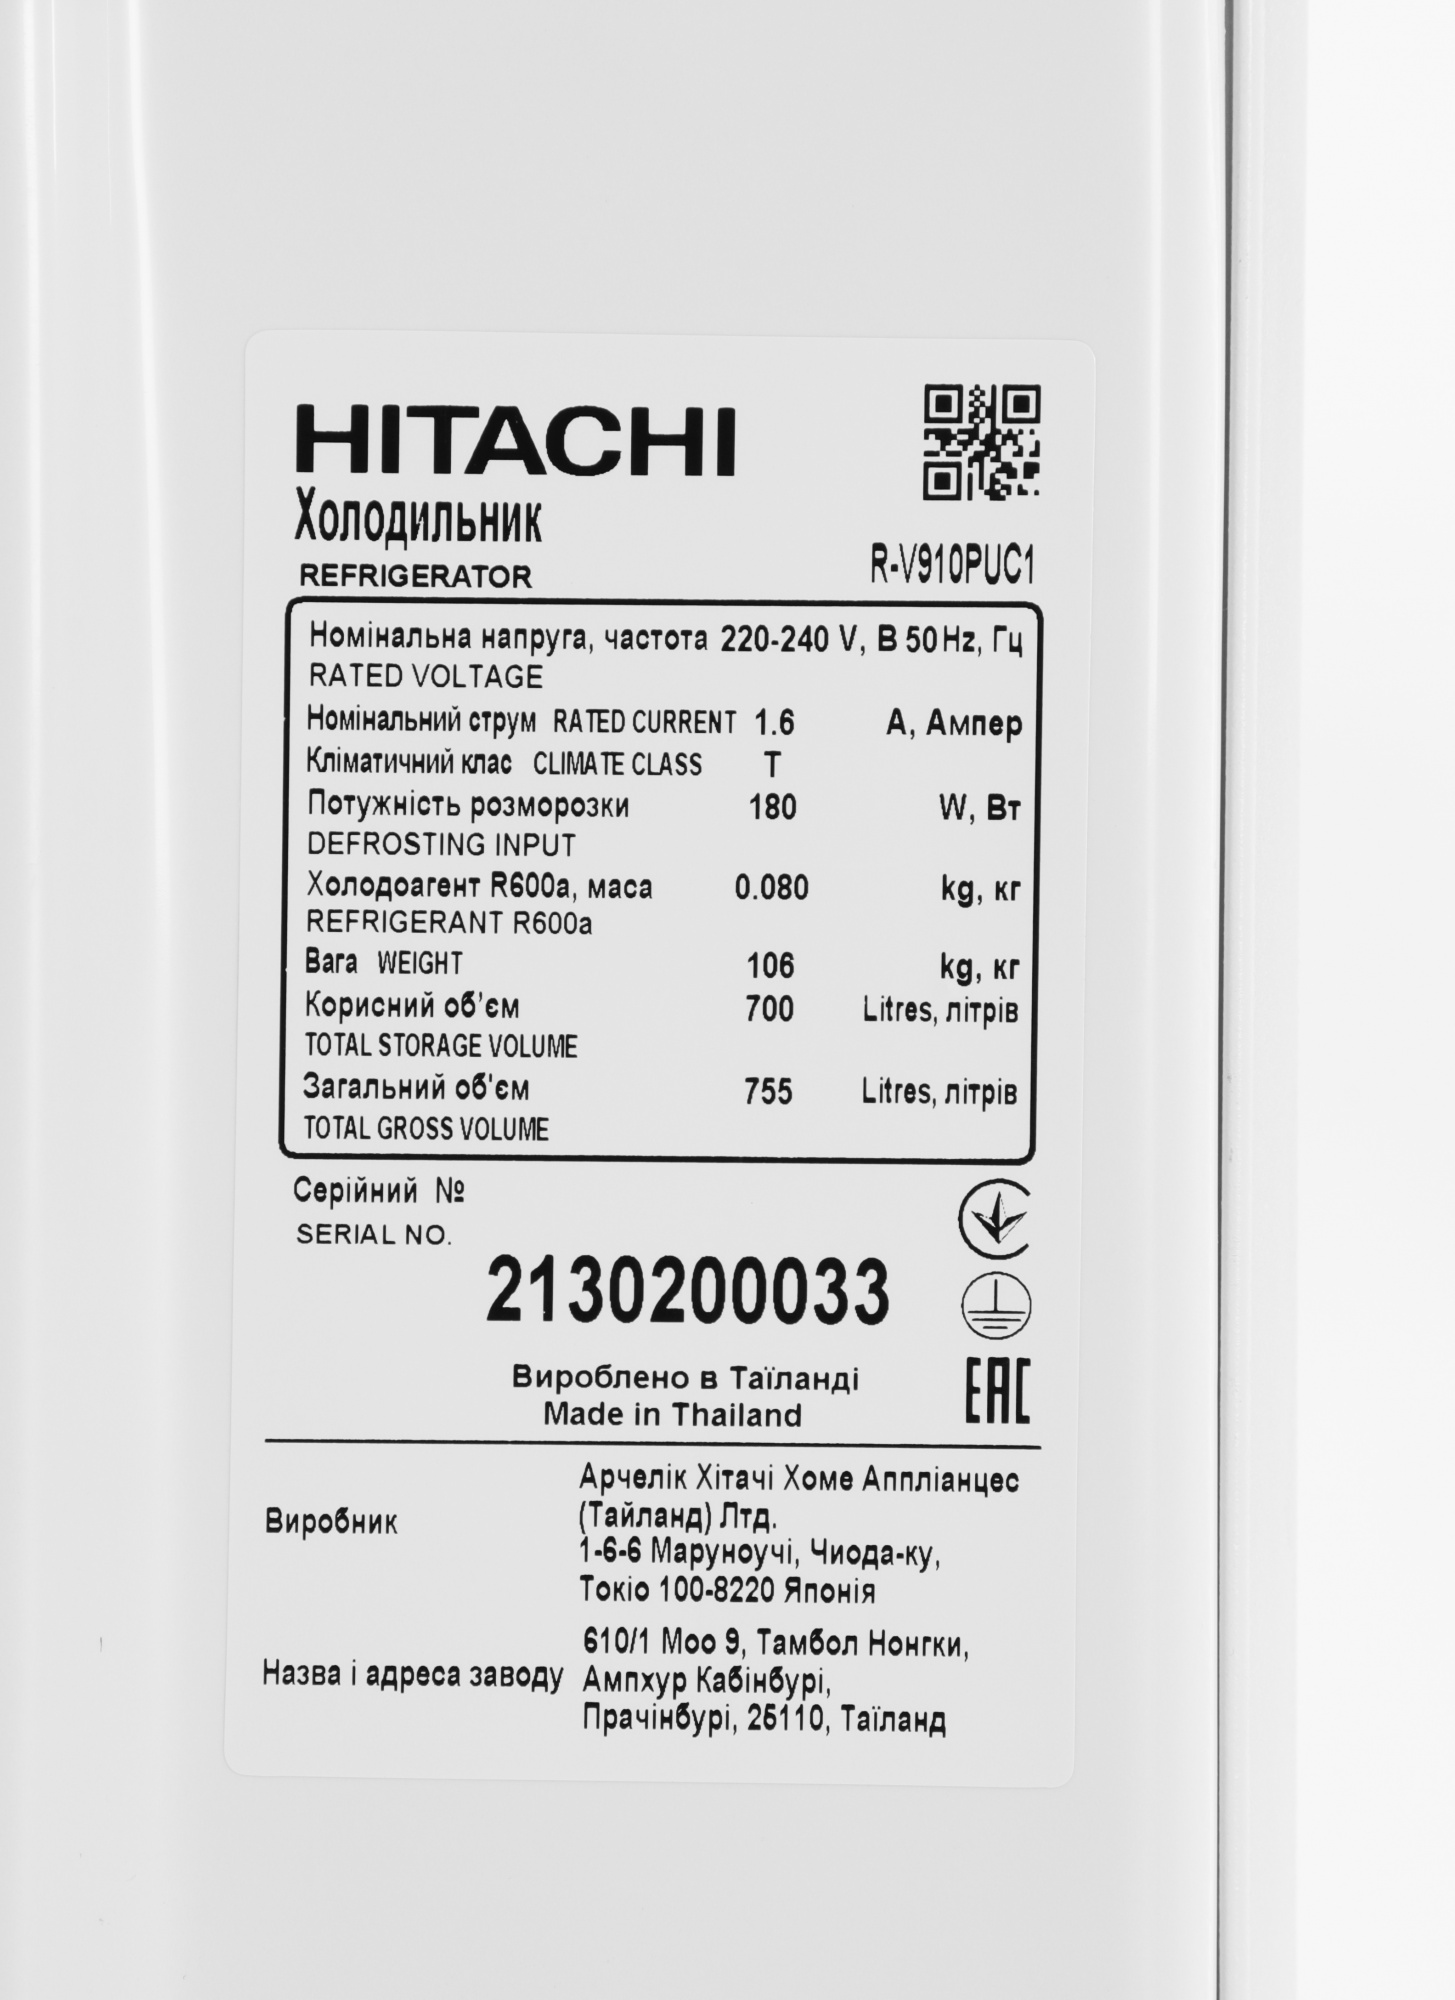 HITACHI
Холодильник
REFRIGERATOR
R-V910PUC1
Номінальна напруга, частота 220-240 V, В 50 Hz, Гц
RATED VOLTAGE
Номінальний струм RATED CURRENT 1.6 А, Ампер
Кліматичний клас CLIMATE CLASS T
Потужність розморозки 180 W, Вт
DEFROSTING INPUT
Холодоагент R600a, маса 0.080 kg, кг
REFRIGERANT R600a
Вага WEIGHT 106 kg, кг
Корисний об'єм 700 Litres, літрів
TOTAL STORAGE VOLUME
Загальний об'єм 755 Litres, літрів
TOTAL GROSS VOLUME
Серійний №
SERIAL NO.
2130200033
Вироблено в Таїланді
Made in Thailand
EAC
Виробник
Арчелік Хітачі Хоме Аппліанцес
(Тайланд) Лтд.
1-6-6 Маруноучі, Чиода-ку,
Токіо 100-8220 Японія
Назва і адреса заводу
610/1 Моо 9, Тамбол Нонгки,
Ампхур Кабінбурі,
Прачінбурі, 25110, Таїланд